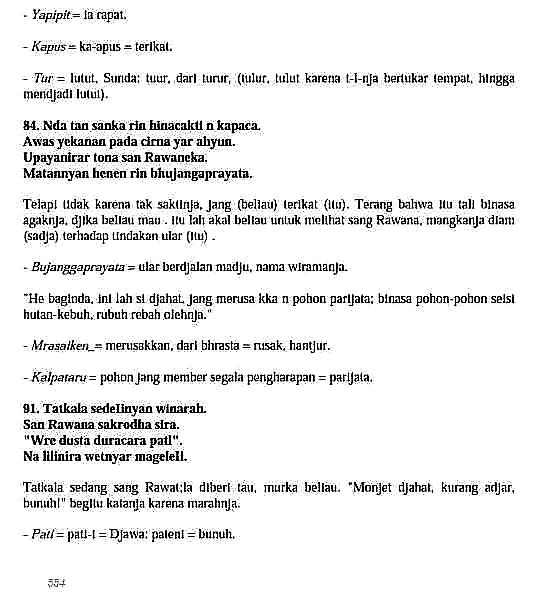 - Yapipit = ia rapat.
- Kapus = ka-apus = terikat.
- Tur = lutut, Sunda: tuur, dari turur, (tulur, tulut karena t-l-nja bertukar tempat, hingga
mendjadi lutut).
84. Nda tan sanka rin hinacakti n kapaca.
Awas yekanan pada cirna yar ahyun.
Upayanirar tona san Rawaneka.
Matannyan henen rin bhujangaprayata.
Tetapi tidak karena tak saktinja, jang (beliau) terikat (itu). Terang bahwa itu tali binasa
agaknja, djika beliau mau . Itu lah akal beliau untuk melihat sang Rawana, mangkanja diam
(sadja) terhadap tindakan ular (itu) .
- Bujanggaprayata = ular berdjalan madju, nama wiramanja.
"He baginda, ini lah si djahat, jang merusa kka n pohon parijata; binasa pohon-pohon seisi
hutan-kebuh, rubuh rebah olehnja."
- Mrasaiken_= merusakkan, dari bhrasta = rusak, hantjur.
- Kalpataru = pohon jang member segala pengharapan = parijata.
91. Tatkala sedeIinyan winarah.
San Rawana sakrodha sira.
"Wre dusta duracara pati".
Na lilinira wetnyar mageleIl.
Tatkala sedang sang Rawat;ia diberi tau, murka beliau. "Monjet djahat, kurang adjar,
bunuh!" begitu katanja karena marahnja.
- Pati = pati-i = Djawa: pateni = bunuh.
554